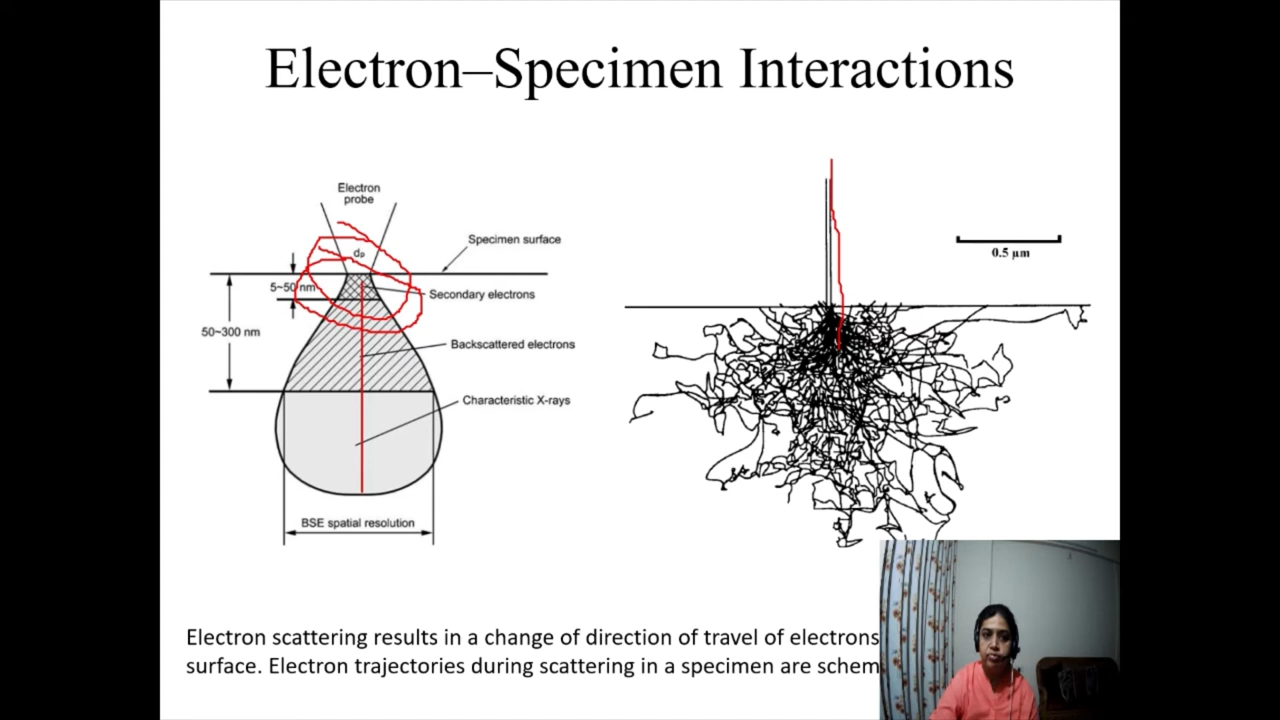 Electron–Specimen Interactions
Electron
probe
dₚ
Specimen surface
5~50 nm
Secondary electrons
50~300 nm
Backscattered electrons
Characteristic X-rays
BSE spatial resolution
0.5 μm
Electron scattering results in a change of direction of travel of electrons
surface. Electron trajectories during scattering in a specimen are schem